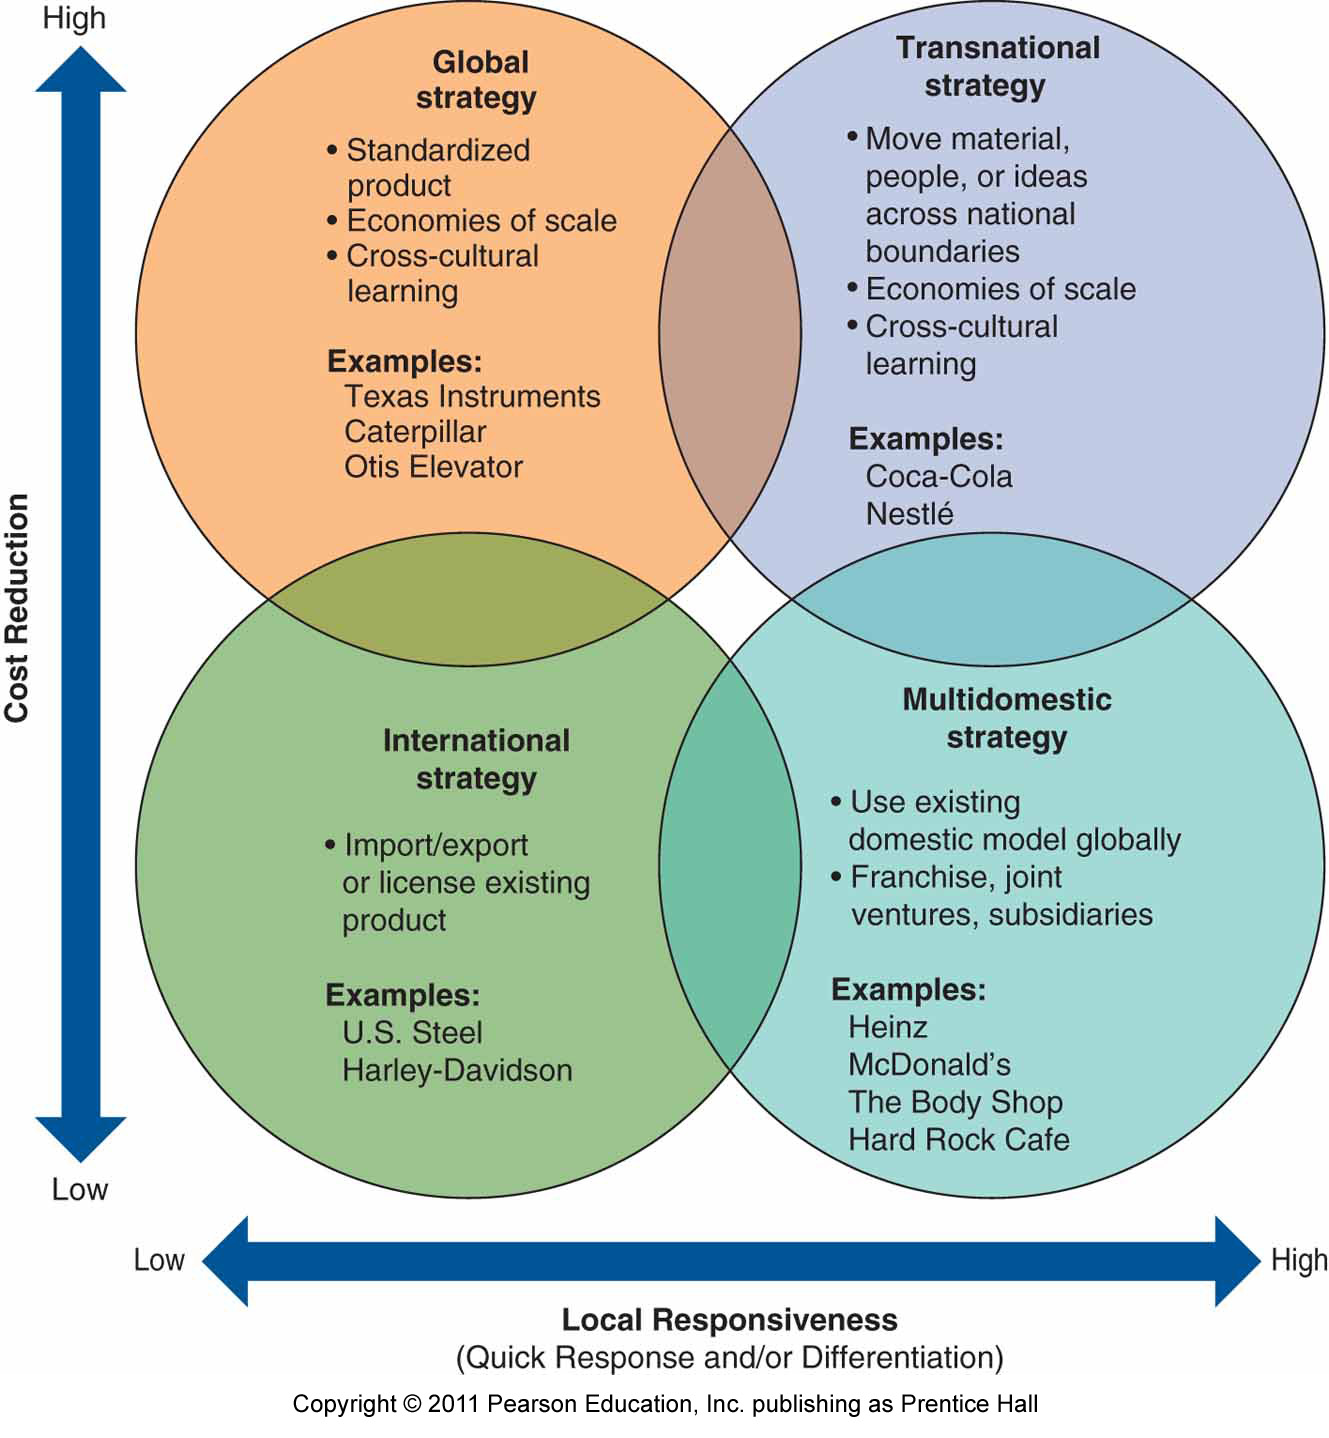 High
Global
strategy
• Standardized
product
• Economies of scale
• Cross-cultural
learning
Examples:
Texas Instruments
Caterpillar
Otis Elevator
Transnational
strategy
• Move material,
people, or ideas
across national
boundaries
• Economies of scale
• Cross-cultural
learning
Examples:
Coca-Cola
Nestlé
Cost Reduction
International
strategy
• Import/export
or license existing
product
Examples:
U.S. Steel
Harley-Davidson
Multidomestic
strategy
• Use existing
domestic model globally
• Franchise, joint
ventures, subsidiaries
Examples:
Heinz
McDonald’s
The Body Shop
Hard Rock Cafe
Low
Low
High
Local Responsiveness
(Quick Response and/or Differentiation)
Copyright © 2011 Pearson Education, Inc. publishing as Prentice Hall